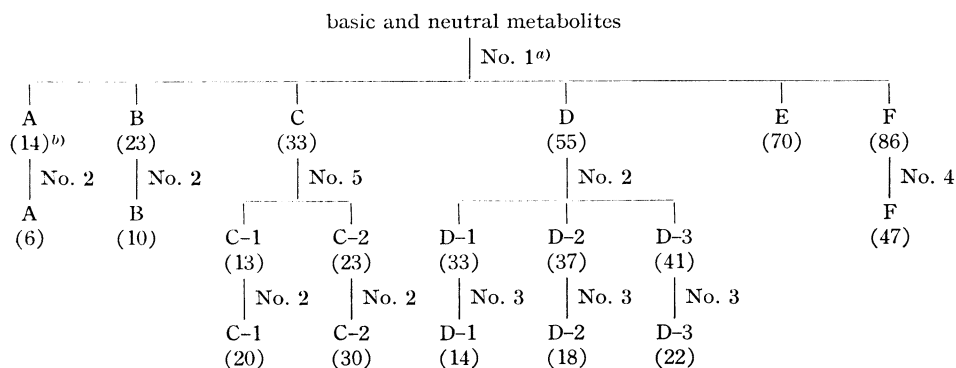 basic and neutral metabolites
No. 1a)
A B C D E F
(14)b) (23) (33) (55) (70) (86)
No. 2 No. 2 No. 5 No. 2 No. 4
A B F
(6) (10) (47)
C–1 C–2 D–1 D–2 D–3
(13) (23) (33) (37) (41)
No. 2 No. 2 No. 3 No. 3 No. 3
C–1 C–2 D–1 D–2 D–3
(20) (30) (14) (18) (22)